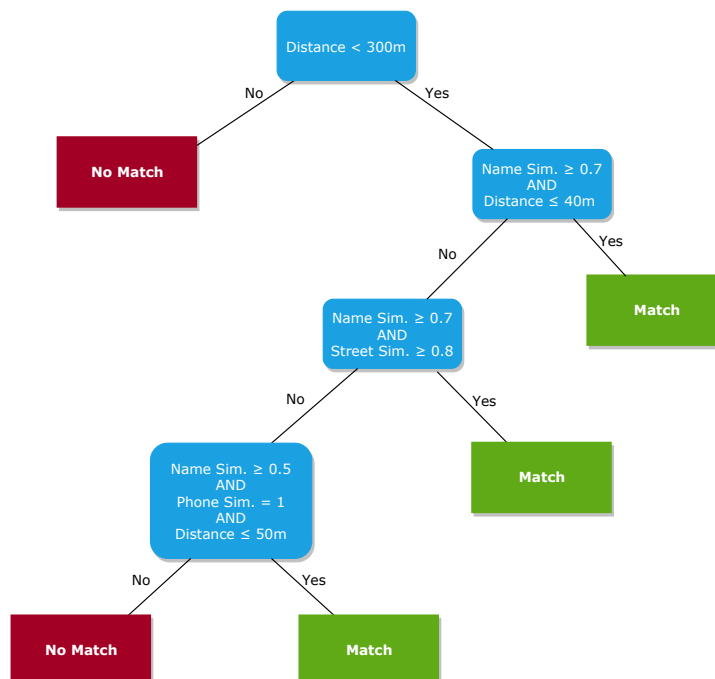 Distance < 300m
No
Yes
No Match
Name Sim. ≥ 0.7
AND
Distance ≤ 40m
No
Yes
Match
Name Sim. ≥ 0.7
AND
Street Sim. ≥ 0.8
No
Yes
Match
Name Sim. ≥ 0.5
AND
Phone Sim. = 1
AND
Distance ≤ 50m
No
Yes
No Match
Match